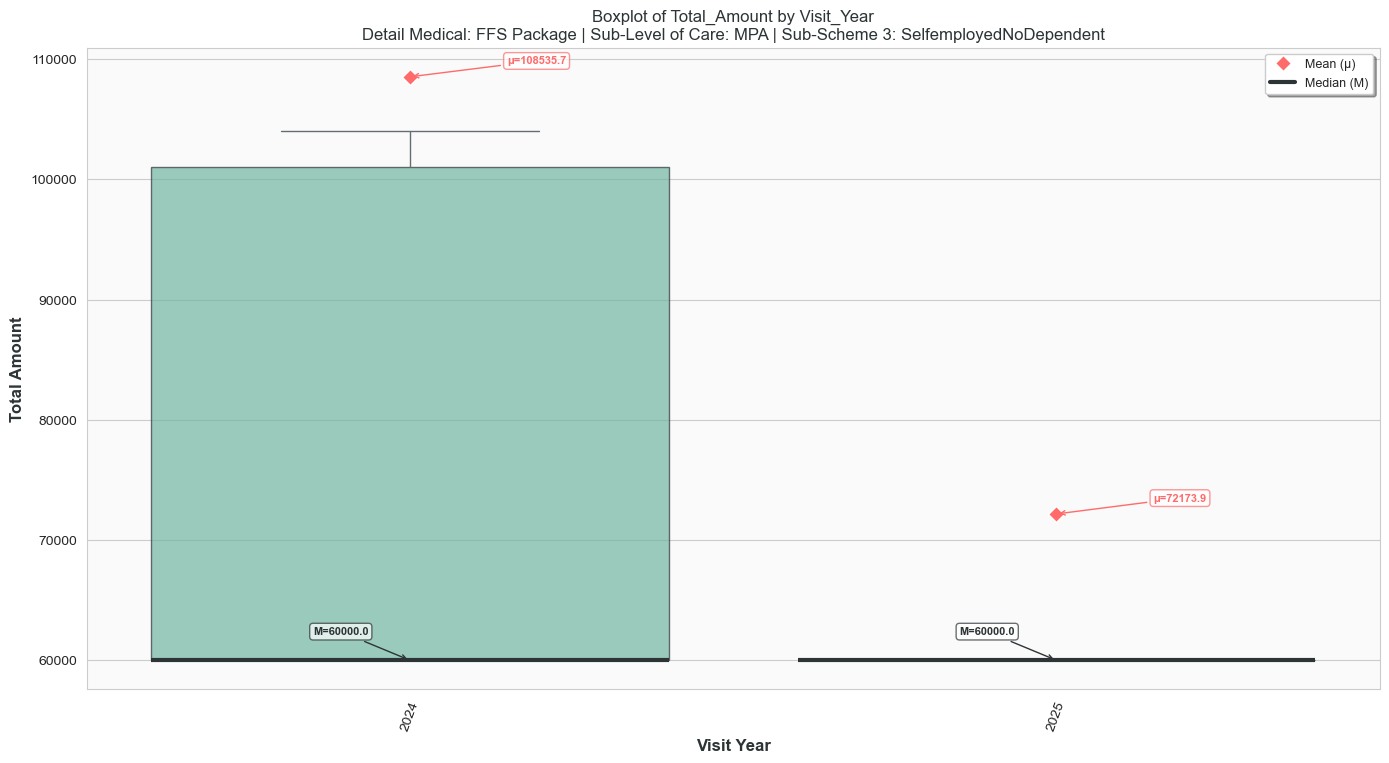 Boxplot of Total_Amount by Visit_Year
Detail Medical: FFS Package | Sub-Level of Care: MPA | Sub-Scheme 3: SelfemployedNoDependent
Mean (μ)
Median (M)
μ=108535.7
μ=72173.9
M=60000.0
M=60000.0
110000
100000
90000
80000
70000
60000
Total Amount
2024
2025
Visit Year